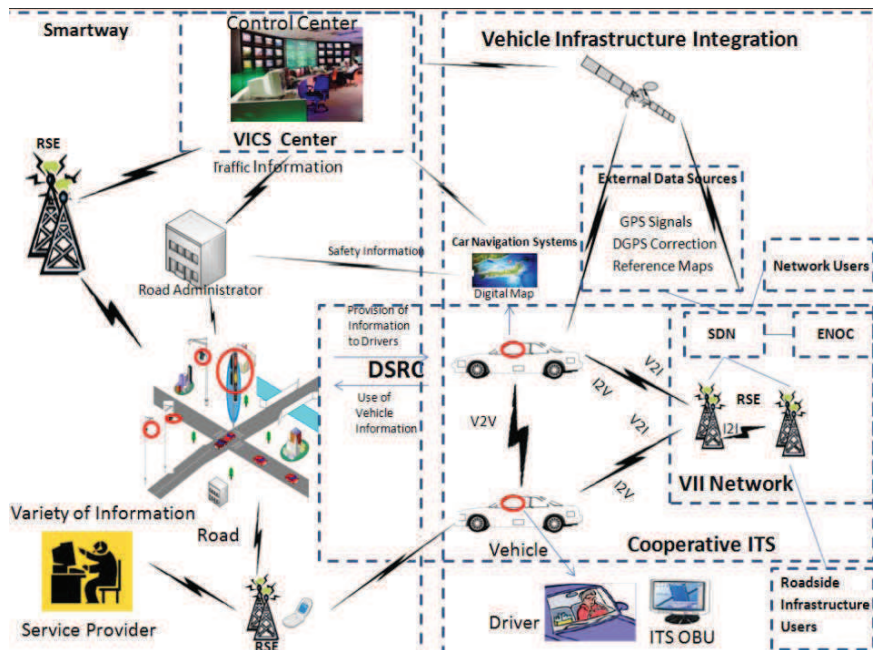 Smartway
Control Center
Vehicle Infrastructure Integration
VICS Center
RSE
Traffic Information
External Data Sources
GPS Signals
DGPS Correction
Reference Maps
Safety Information
Car Navigation Systems
Network Users
Road Administrator
Digital Map
Provision of
Information
to Drivers
DSRC
Use of
Vehicle
Information
SDN
ENOC
V2I
I2V
RSE
I2I
V2V
V2I
I2V
VII Network
Variety of Information
Road
Vehicle
Cooperative ITS
Service Provider
RSE
Driver
ITS OBU
Roadside
Infrastructure
Users